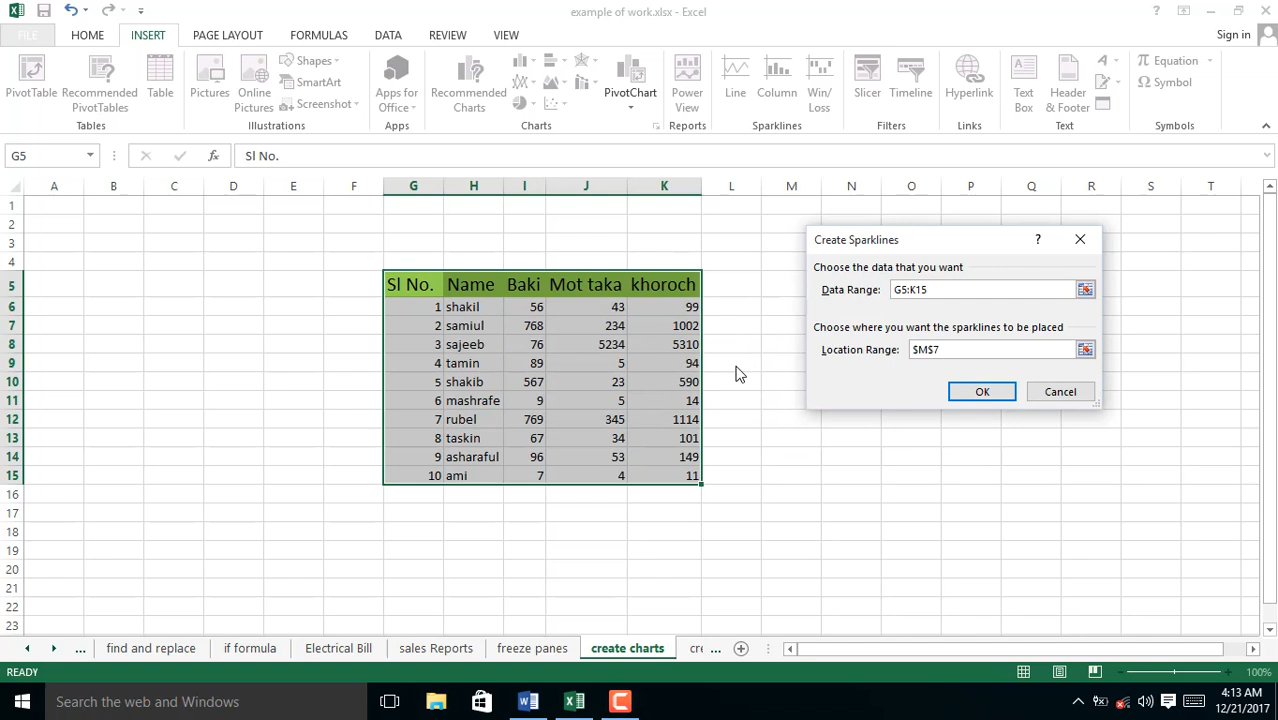 example of work.xlsx - Excel
FILE HOME INSERT PAGE LAYOUT FORMULAS DATA REVIEW VIEW Sign in
PivotTable Recommended PivotTables Table Pictures Online Pictures Shapes SmartArt Screenshot Apps for Office Recommended Charts PivotChart Power View Line Column Win/Loss Slicer Timeline Hyperlink Text Box Header & Footer Equation Symbol
Tables Illustrations Apps Charts Reports Sparklines Filters Links Text Symbols
G5 fx Sl No.
A B C D E F G H I J K L M N O P Q R S T
1
2
3
4
5 Sl No. Name Baki Mot taka khoroch
6 1 shakil 56 43 99
7 2 samiul 768 234 1002
8 3 sajeeb 76 5234 5310
9 4 tamin 89 5 94
10 5 shakib 567 23 590
11 6 mashrafe 9 5 14
12 7 rubel 769 345 1114
13 8 taskin 67 34 101
14 9 asharaful 96 53 149
15 10 ami 7 4 11
16
17
18
19
20
21
22
23
Create Sparklines ?
Choose the data that you want
Data Range: G5:K15
Choose where you want the sparklines to be placed
Location Range: $M$7
OK Cancel
... find and replace if formula Electrical Bill sales Reports freeze panes create charts cre ...
READY 100%
Search the web and Windows
4:13 AM
12/21/2017